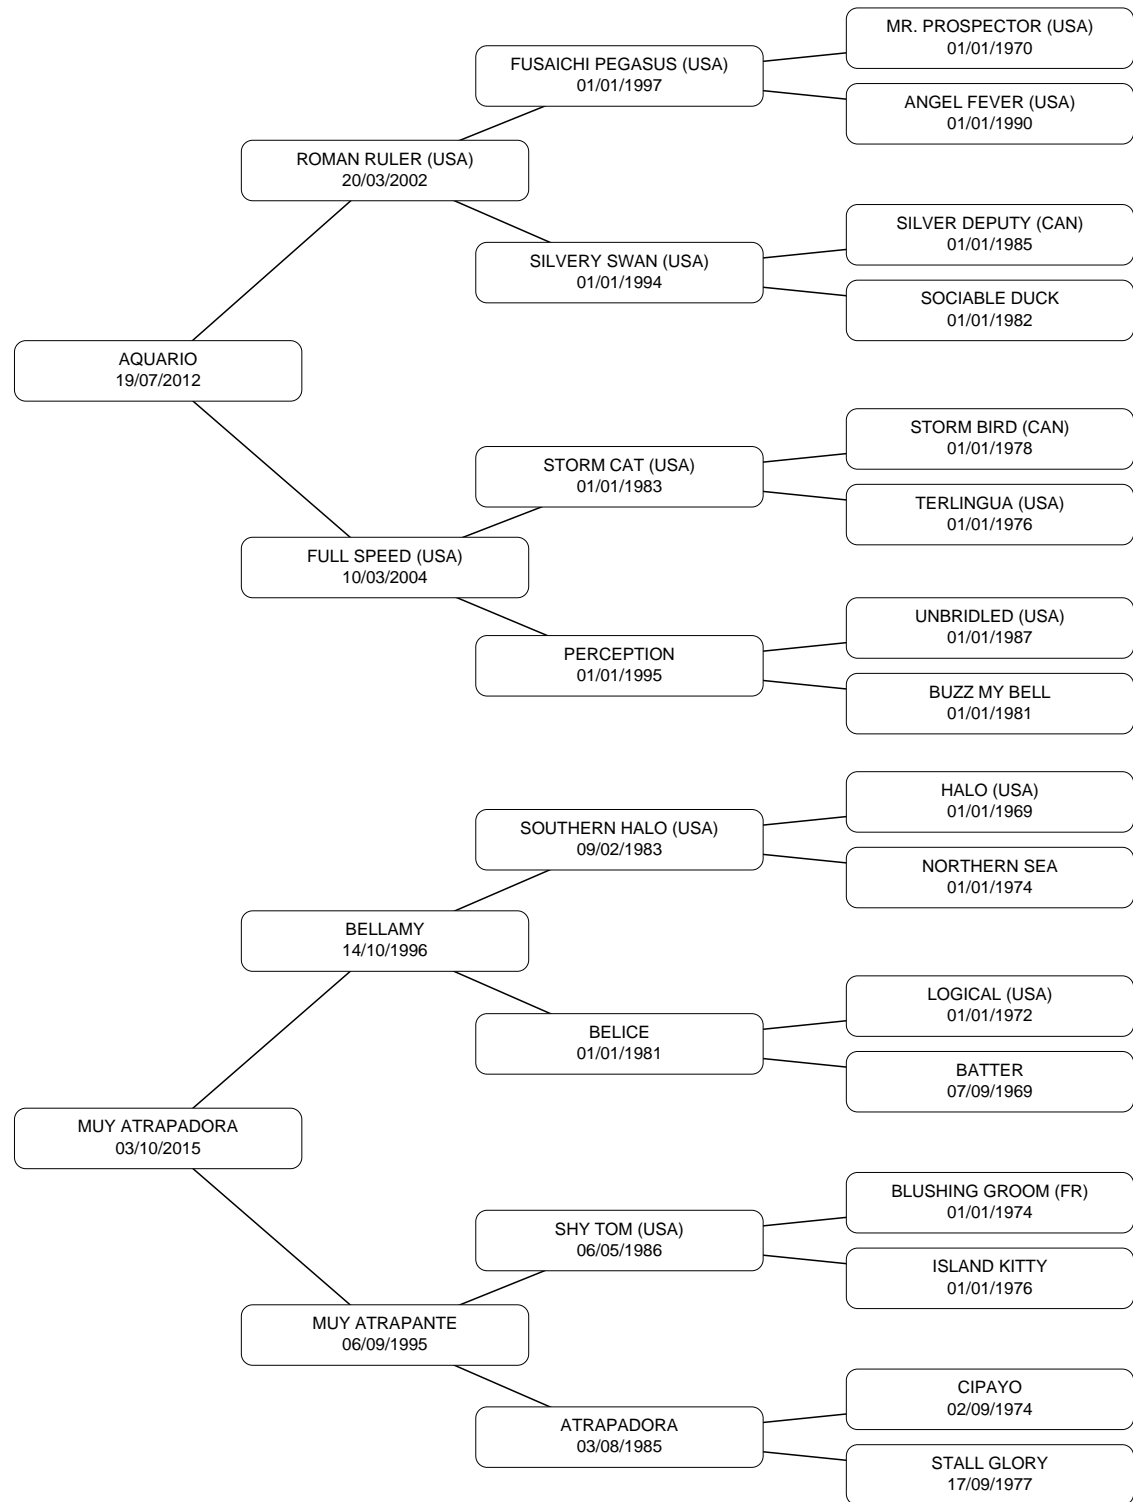 MR. PROSPECTOR (USA)
01/01/1970
FUSAICHI PEGASUS (USA)
01/01/1997
ANGEL FEVER (USA)
01/01/1990
ROMAN RULER (USA)
20/03/2002
SILVER DEPUTY (CAN)
01/01/1985
SILVERY SWAN (USA)
01/01/1994
SOCIABLE DUCK
01/01/1982
AQUARIO
19/07/2012
STORM BIRD (CAN)
01/01/1978
STORM CAT (USA)
01/01/1983
TERLINGUA (USA)
01/01/1976
FULL SPEED (USA)
10/03/2004
UNBRIDLED (USA)
01/01/1987
PERCEPTION
01/01/1995
BUZZ MY BELL
01/01/1981
HALO (USA)
01/01/1969
SOUTHERN HALO (USA)
09/02/1983
NORTHERN SEA
01/01/1974
BELLAMY
14/10/1996
LOGICAL (USA)
01/01/1972
BELICE
01/01/1981
BATTER
07/09/1969
MUY ATRAPADORA
03/10/2015
BLUSHING GROOM (FR)
01/01/1974
SHY TOM (USA)
06/05/1986
ISLAND KITTY
01/01/1976
MUY ATRAPANTE
06/09/1995
CIPAYO
02/09/1974
ATRAPADORA
03/08/1985
STALL GLORY
17/09/1977